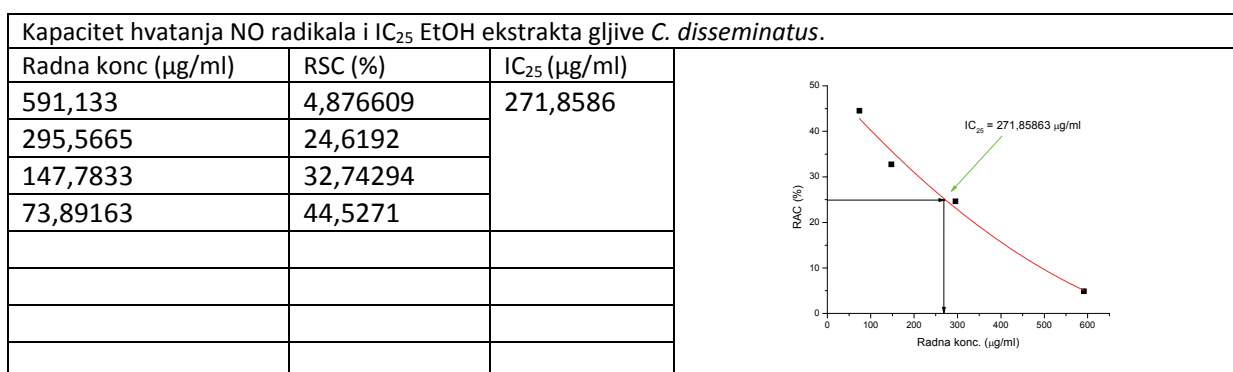 Kapacitet hvatanja NO radikala i IC₂₅ EtOH ekstrakta gljive C. disseminatus.
Radna konc (µg/ml) RSC (%) IC₂₅ (µg/ml)
591,133 4,876609 271,8586
295,5665 24,6192
147,7833 32,74294
73,89163 44,5271
50
40
30
20
10
0
RAC (%)
IC₂₅ = 271,85863 µg/ml
0 100 200 300 400 500 600
Radna konc. (µg/ml)